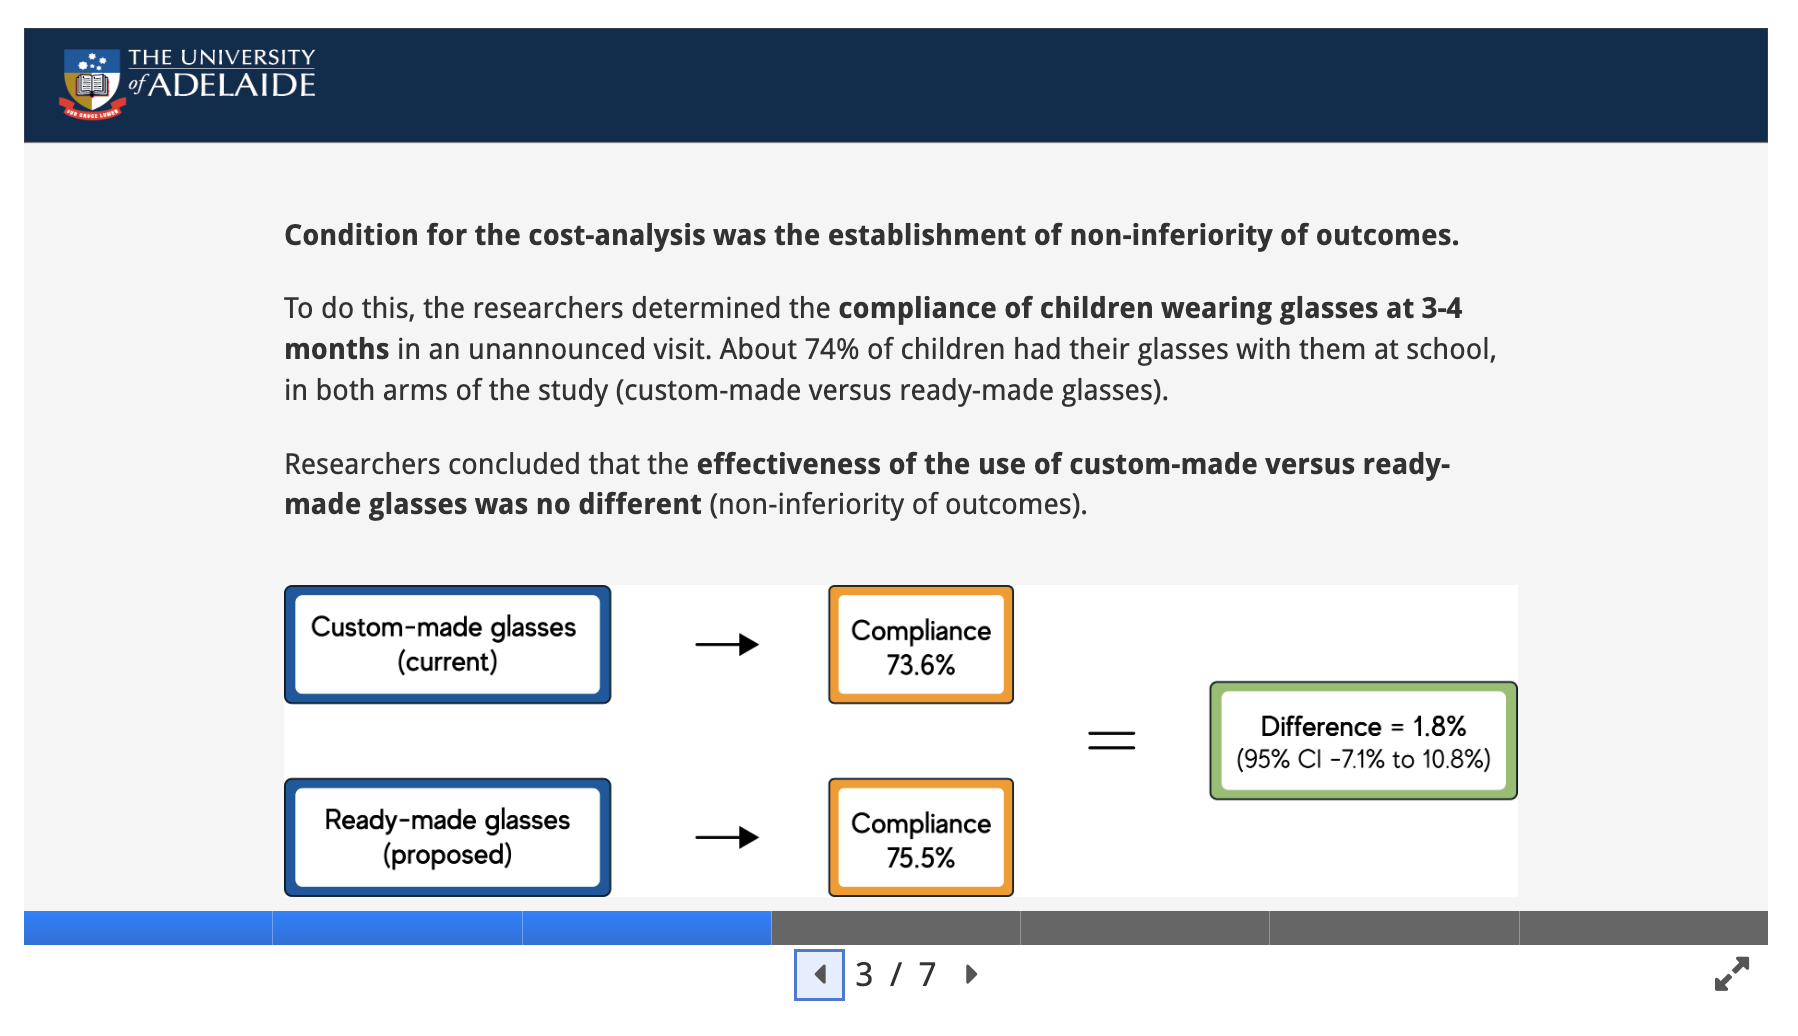 THE UNIVERSITY
of ADELAIDE
SUB CRUCE LUMEN
Condition for the cost-analysis was the establishment of non-inferiority of outcomes.
To do this, the researchers determined the compliance of children wearing glasses at 3-4
months in an unannounced visit. About 74% of children had their glasses with them at school,
in both arms of the study (custom-made versus ready-made glasses).
Researchers concluded that the effectiveness of the use of custom-made versus ready-
made glasses was no different (non-inferiority of outcomes).
Custom-made glasses
(current)
Compliance
73.6%
Difference = 1.8%
(95% CI -7.1% to 10.8%)
Ready-made glasses
(proposed)
Compliance
75.5%
3 / 7